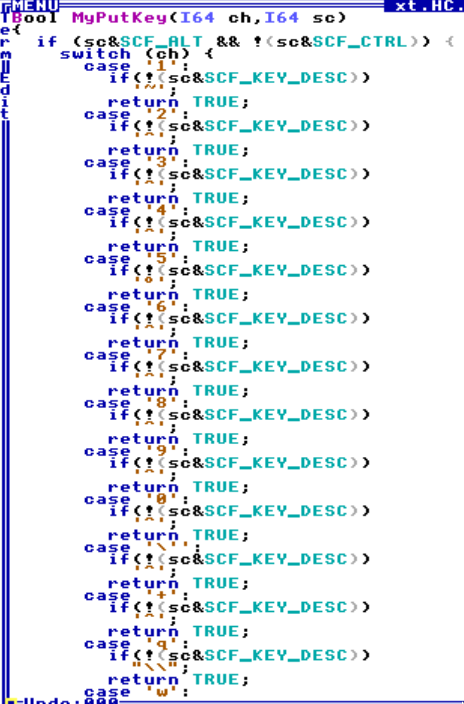 MENU xt.HC.
Term Edit
Bool MyPutKey(I64 ch,I64 sc)
{
if (sc&SCF_ALT && !(sc&SCF_CTRL)) {
switch (ch) {
case '1':
if(!(sc&SCF_KEY_DESC))
'~';
return TRUE;
case '2':
if(!(sc&SCF_KEY_DESC))
return TRUE;
case '3':
if(!(sc&SCF_KEY_DESC))
return TRUE;
case '4':
if(!(sc&SCF_KEY_DESC))
return TRUE;
case '5':
if(!(sc&SCF_KEY_DESC))
return TRUE;
case '6':
if(!(sc&SCF_KEY_DESC))
return TRUE;
case '7':
if(!(sc&SCF_KEY_DESC))
return TRUE;
case '8':
if(!(sc&SCF_KEY_DESC))
return TRUE;
case '9':
if(!(sc&SCF_KEY_DESC))
return TRUE;
case '0':
if(!(sc&SCF_KEY_DESC))
return TRUE;
case '\'':
if(!(sc&SCF_KEY_DESC))
return TRUE;
case '+':
if(!(sc&SCF_KEY_DESC))
return TRUE;
case 'q':
if(!(sc&SCF_KEY_DESC))
"\\";
return TRUE;
case 'w':
Undo:000